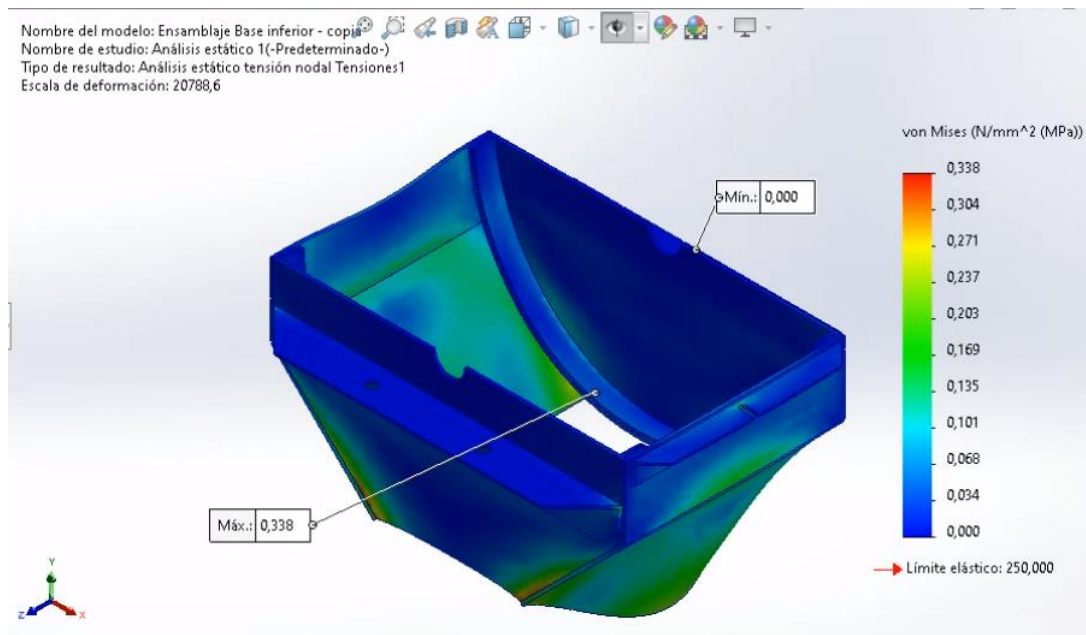 Nombre del modelo: Ensamblaje Base inferior - copia
Nombre de estudio: Análisis estático 1(-Predeterminado-)
Tipo de resultado: Análisis estático tensión nodal Tensiones1
Escala de deformación: 20788,6
von Mises (N/mm^2 (MPa))
0,338
0,304
0,271
0,237
0,203
0,169
0,135
0,101
0,068
0,034
0,000
Límite elástico: 250,000
Mín.: 0,000
Máx.: 0,338
Y
Z
X